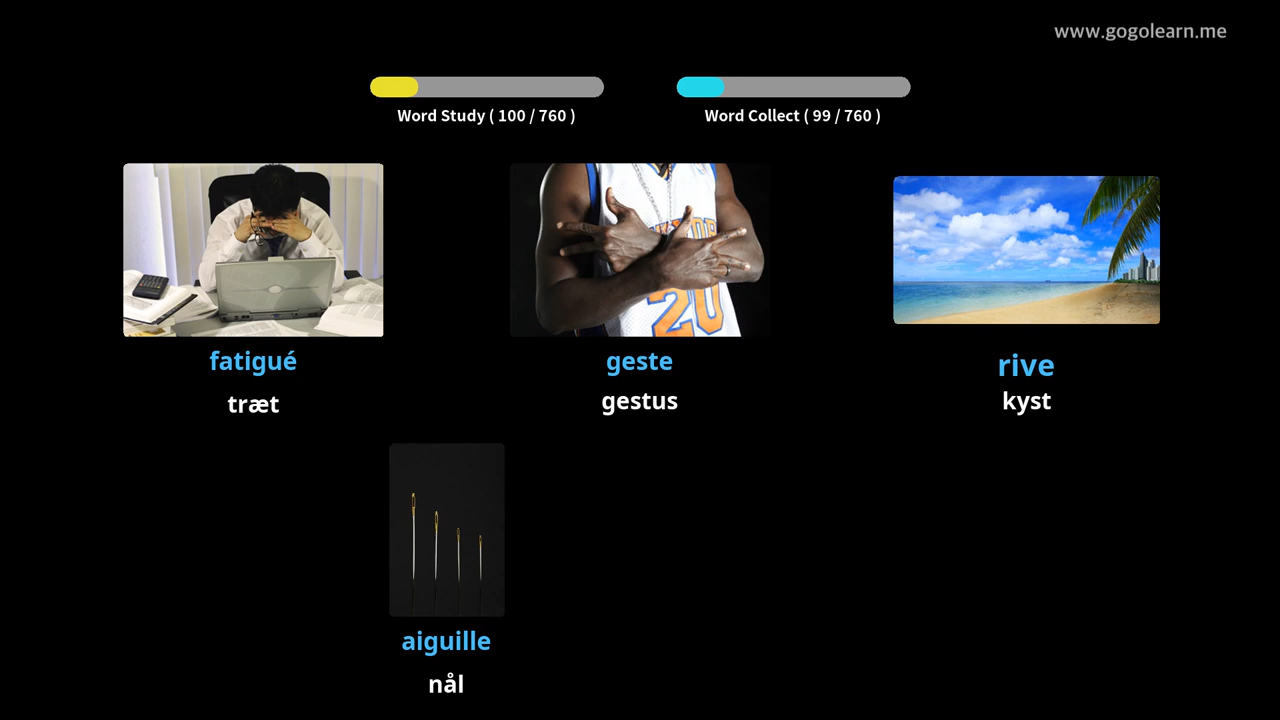 www.gogolearn.me
Word Study ( 100 / 760 )
Word Collect ( 99 / 760 )
20
fatigué
træt
geste
gestus
rive
kyst
aiguille
nål